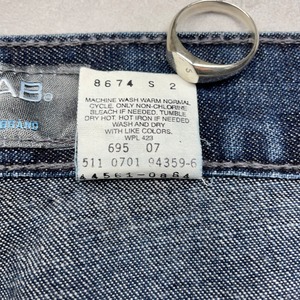 AB®
8674 S 2
MACHINE WASH WARM NORMAL
CYCLE. ONLY NON-CHLORINE
BLEACH IF NEEDED. TUMBLE
DRY HOT. HOT IRON IF NEEDED
WASH AND DRY
WITH LIKE COLORS.
WPL 423
695 07
511 0701 94359-6